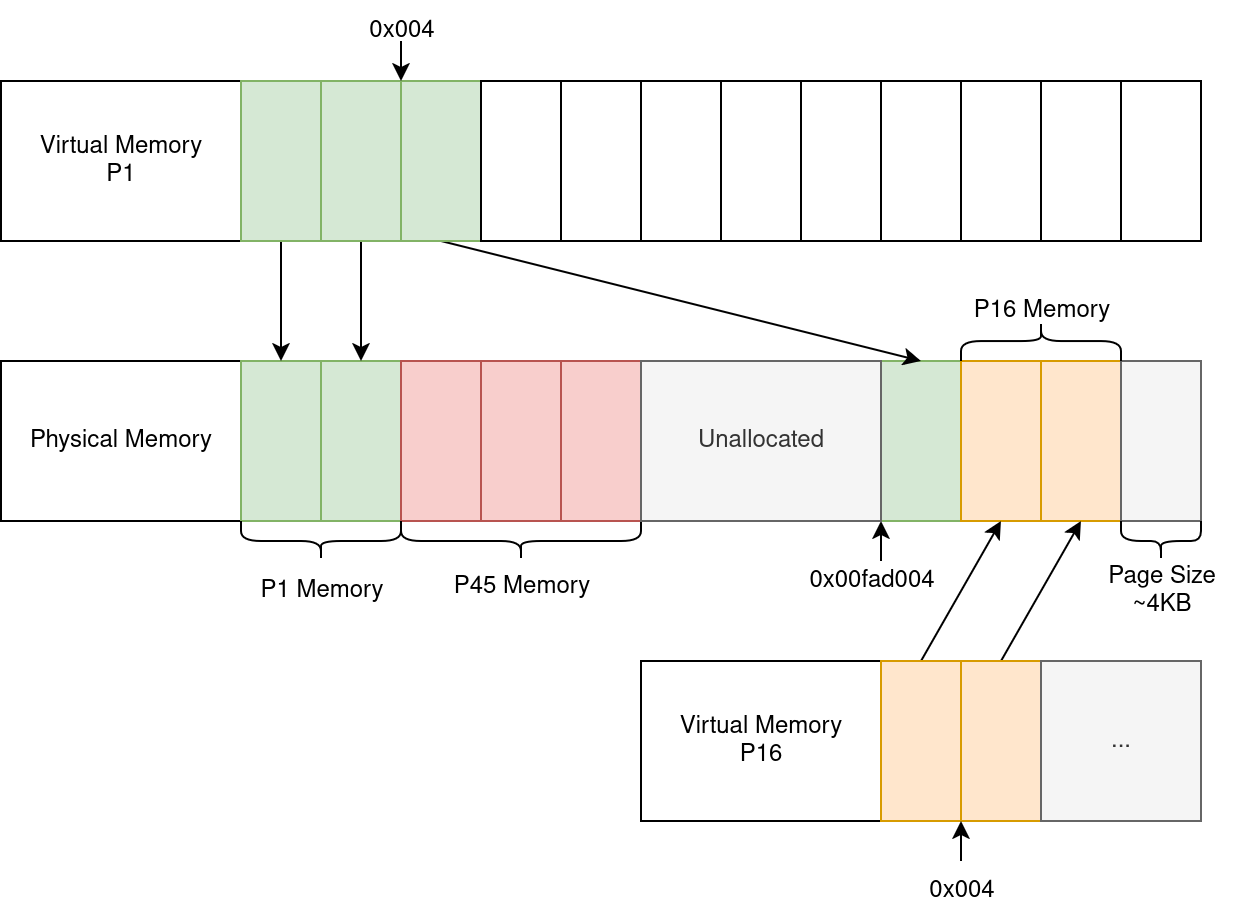 0x004
Virtual Memory
P1
P16 Memory
Physical Memory
Unallocated
P1 Memory
P45 Memory
0x00fad004
Page Size
~4KB
Virtual Memory
P16
...
0x004